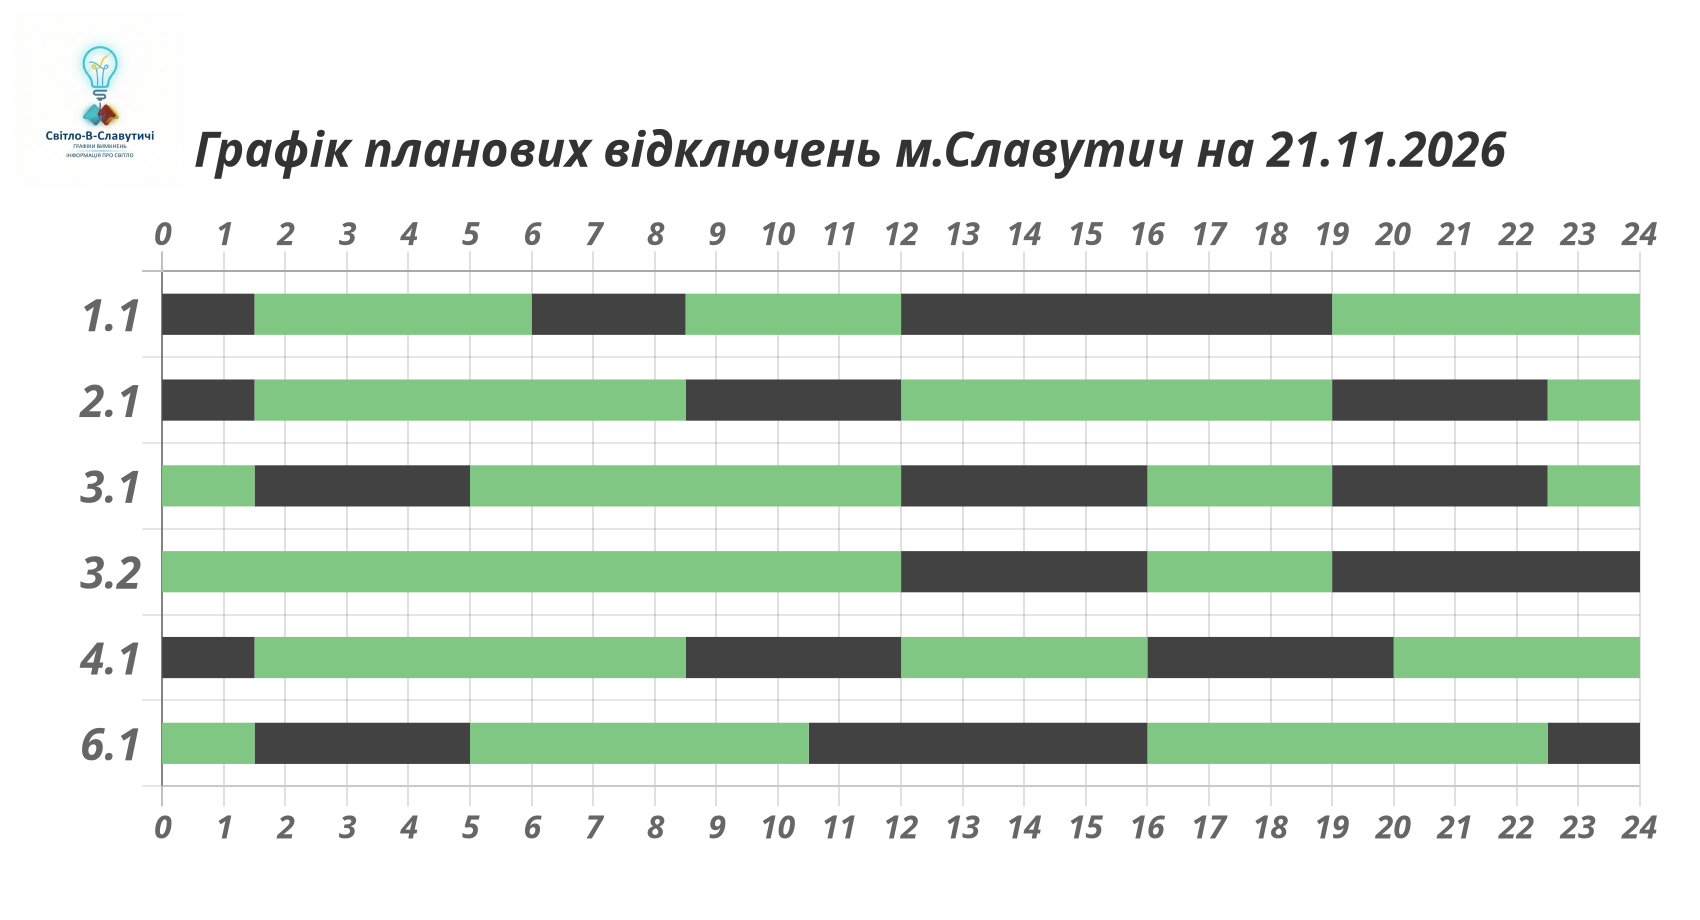 Світло-В-Славутичі
ГРАФІКИ ВИМКНЕНЬ
ІНФОРМАЦІЯ ПРО СВІТЛО
Графік планових відключень м.Славутич на 21.11.2026
0 1 2 3 4 5 6 7 8 9 10 11 12 13 14 15 16 17 18 19 20 21 22 23 24
1.1
2.1
3.1
3.2
4.1
6.1
0 1 2 3 4 5 6 7 8 9 10 11 12 13 14 15 16 17 18 19 20 21 22 23 24